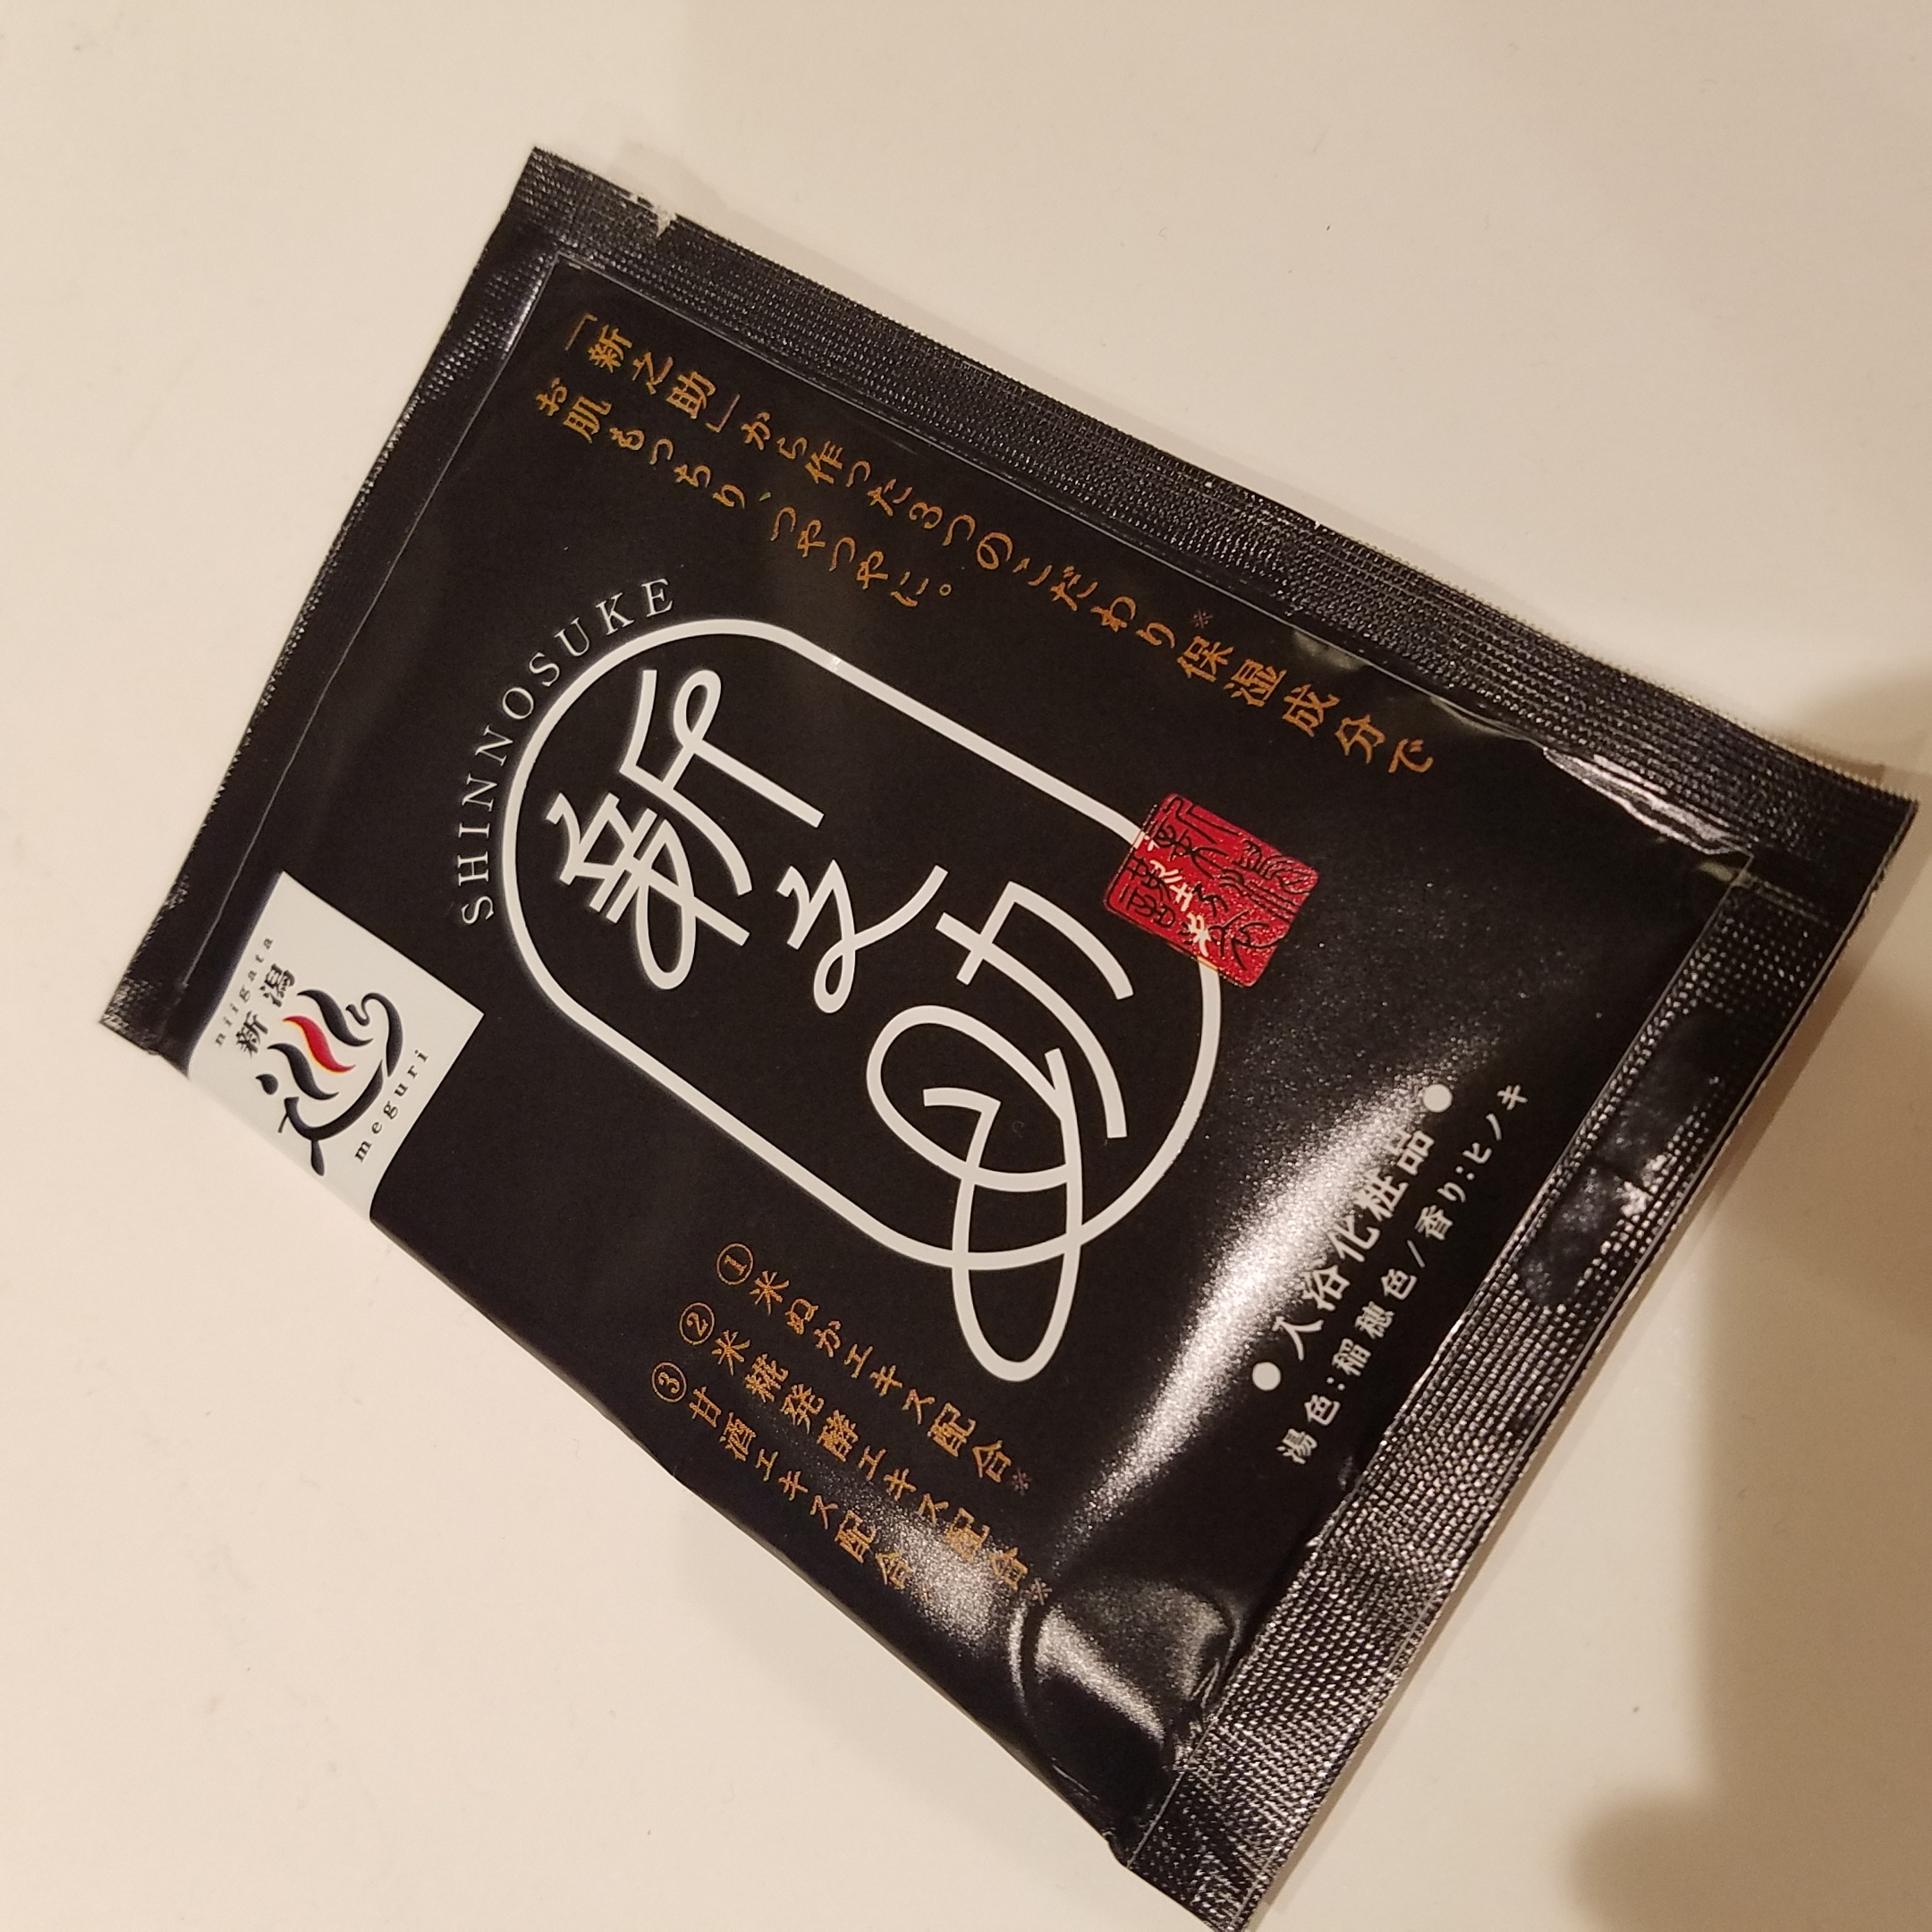 「新之助」から作った3つのこだわり保湿成分※で
お肌もっちり、つやつやに。
SHINNOSUKE
新之助
①米ぬかエキス配合※
②米糀発酵エキス配合※
③甘酒エキス配合
niigata
新潟
meguri
●入浴化粧品●
湯色:稲穂色/香り:ヒノキ